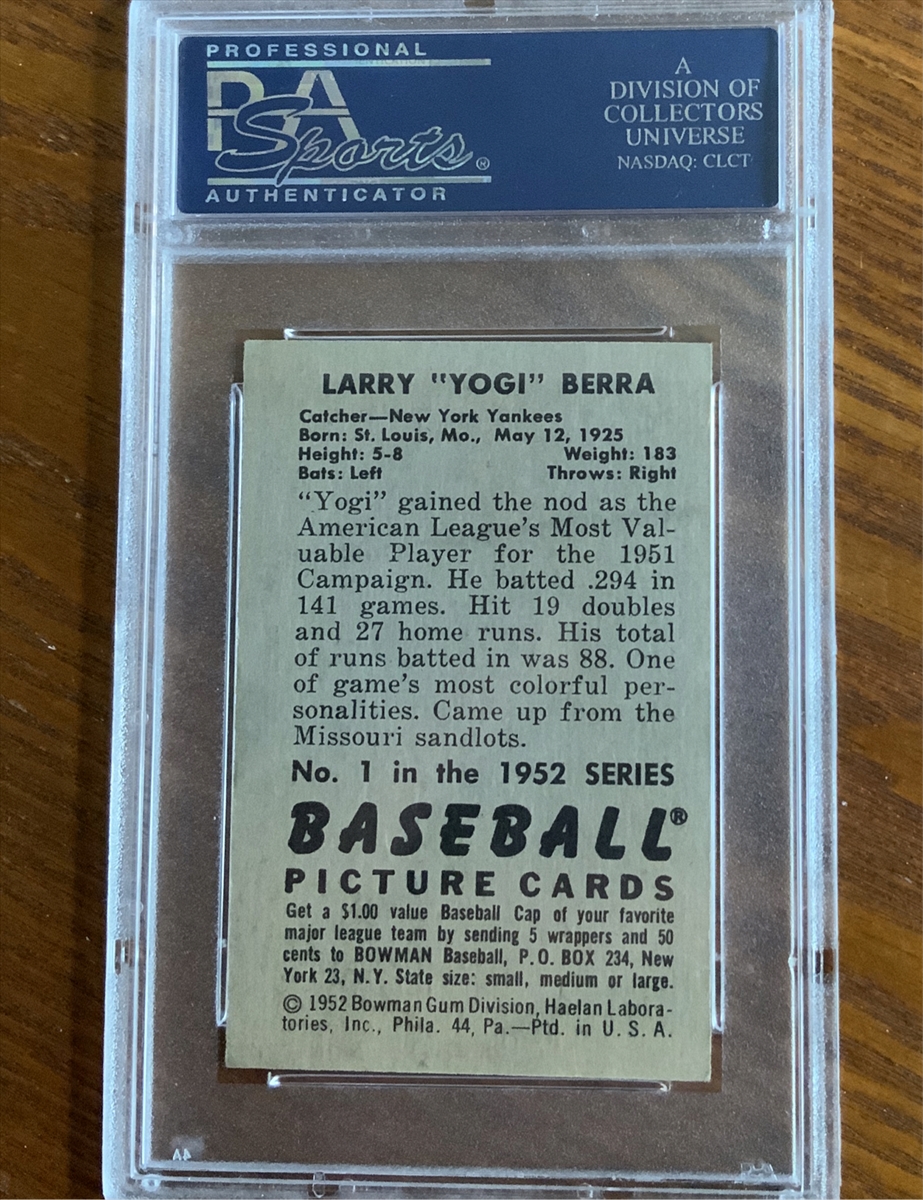 PROFESSIONAL
PSA
Sports®
AUTHENTICATOR
A
DIVISION OF
COLLECTORS
UNIVERSE
NASDAQ: CLCT
LARRY "YOGI" BERRA
Catcher—New York Yankees
Born: St. Louis, Mo., May 12, 1925
Height: 5-8 Weight: 183
Bats: Left Throws: Right
"Yogi" gained the nod as the
American League's Most Val-
uable Player for the 1951
Campaign. He batted .294 in
141 games. Hit 19 doubles
and 27 home runs. His total
of runs batted in was 88. One
of game's most colorful per-
sonalities. Came up from the
Missouri sandlots.
No. 1 in the 1952 SERIES
BASEBALL®
PICTURE CARDS
Get a $1.00 value Baseball Cap of your favorite
major league team by sending 5 wrappers and 50
cents to BOWMAN Baseball, P.O. BOX 234, New
York 23, N.Y. State size: small, medium or large.
© 1952 Bowman Gum Division, Haelan Labora-
tories, Inc., Phila. 44, Pa.—Ptd. in U. S. A.